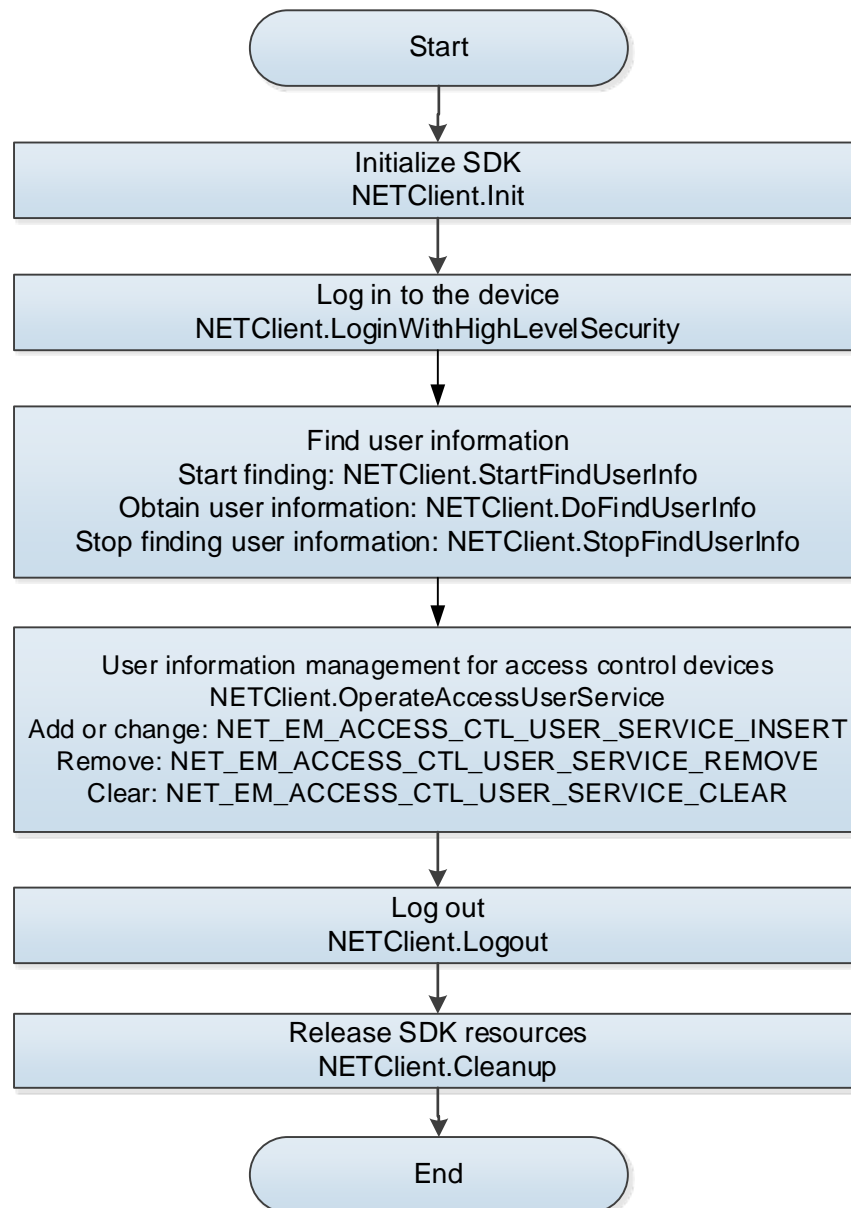 Start
Initialize SDK
NETClient.Init
Log in to the device
NETClient.LoginWithHighLevelSecurity
Find user information
Start finding: NETClient.StartFindUserInfo
Obtain user information: NETClient.DoFindUserInfo
Stop finding user information: NETClient.StopFindUserInfo
User information management for access control devices
NETClient.OperateAccessUserService
Add or change: NET_EM_ACCESS_CTL_USER_SERVICE_INSERT
Remove: NET_EM_ACCESS_CTL_USER_SERVICE_REMOVE
Clear: NET_EM_ACCESS_CTL_USER_SERVICE_CLEAR
Log out
NETClient.Logout
Release SDK resources
NETClient.Cleanup
End